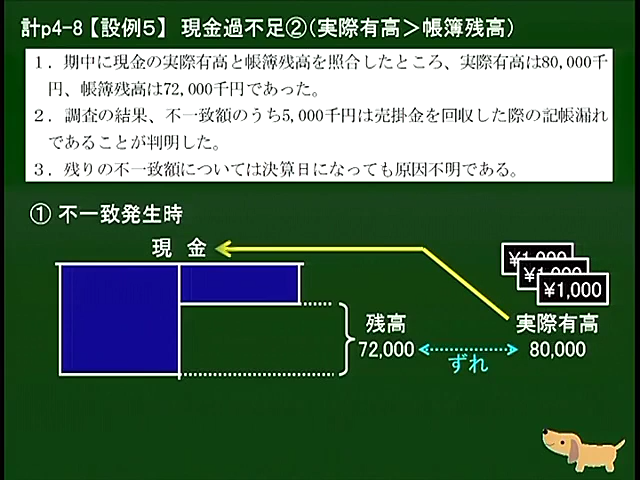 計p4-8【設例５】 現金過不足②(実際有高＞帳簿残高)
１．期中に現金の実際有高と帳簿残高を照合したところ、実際有高は80,000千
円、帳簿残高は72,000千円であった。
２．調査の結果、不一致額のうち5,000千円は売掛金を回収した際の記帳漏れ
であることが判明した。
３．残りの不一致額については決算日になっても原因不明である。
① 不一致発生時
現 金
¥1,000
¥1,000
¥1,000
残高
72,000
ずれ
実際有高
80,000